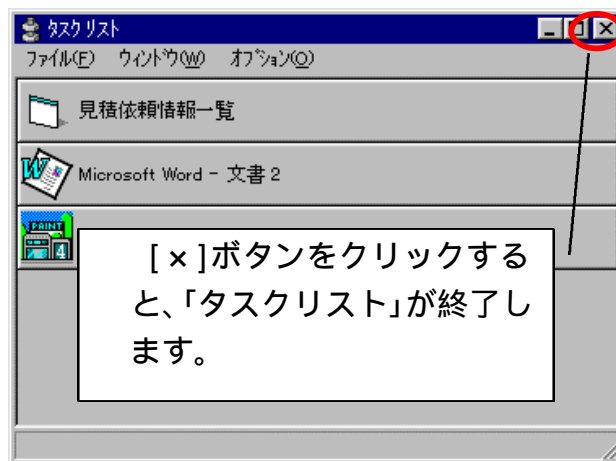 タスク リスト
ファイル(F) ウィンドウ(W) オプション(O)
見積依頼情報一覧
Microsoft Word - 文書 2
PAINT
4
[×]ボタンをクリックする
と、「タスクリスト」が終了し
ます。